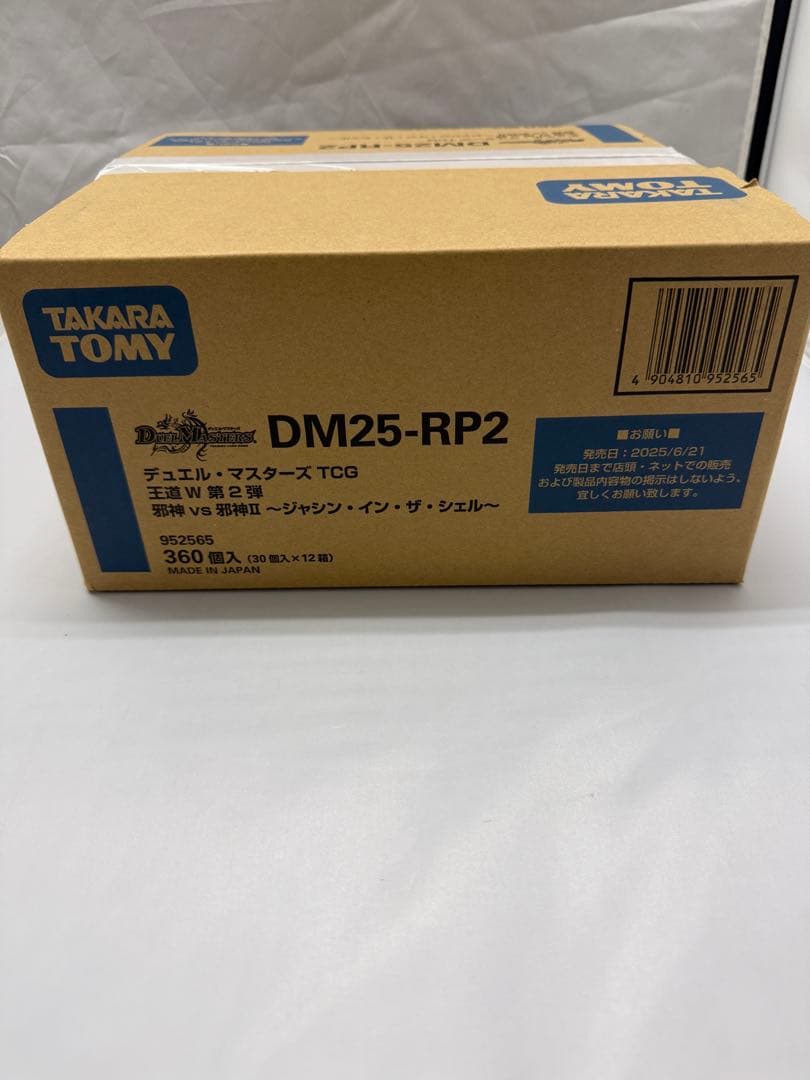 DM25-RP2
TAKARA
TOMY
TAKARA
TOMY
4 904810 952565
DUEL MASTERS
DM25-RP2
デュエル・マスターズ TCG
王道 W 第2弾
邪神 vs 邪神Ⅱ ～ジャシン・イン・ザ・シェル～
952565
360 個入 (30 個入×12 箱)
MADE IN JAPAN
■お願い■
発売日：2025/6/21
発売日まで店頭・ネットでの販売
および製品内容物の掲示はしないよう、
宜しくお願い致します。